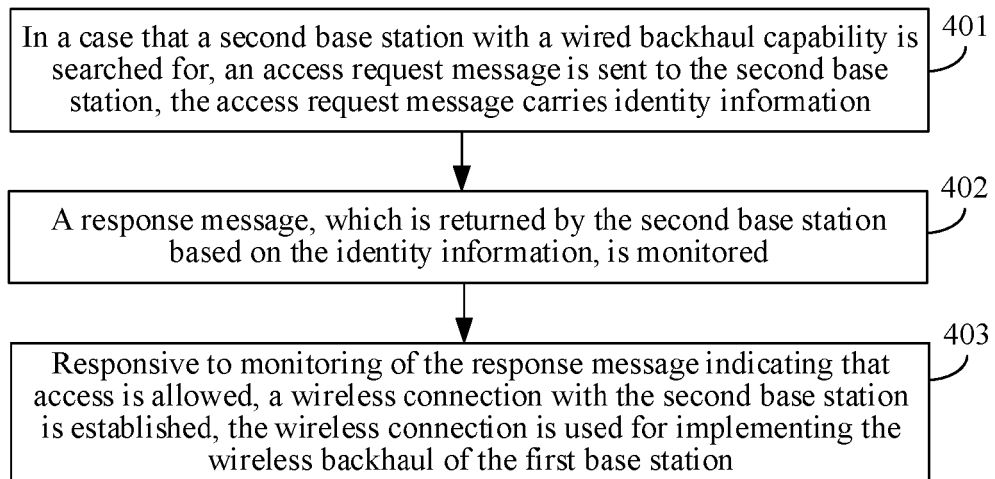 In a case that a second base station with a wired backhaul capability is
searched for, an access request message is sent to the second base
station, the access request message carries identity information
401
A response message, which is returned by the second base station
based on the identity information, is monitored
402
Responsive to monitoring of the response message indicating that
access is allowed, a wireless connection with the second base station
is established, the wireless connection is used for implementing the
wireless backhaul of the first base station
403